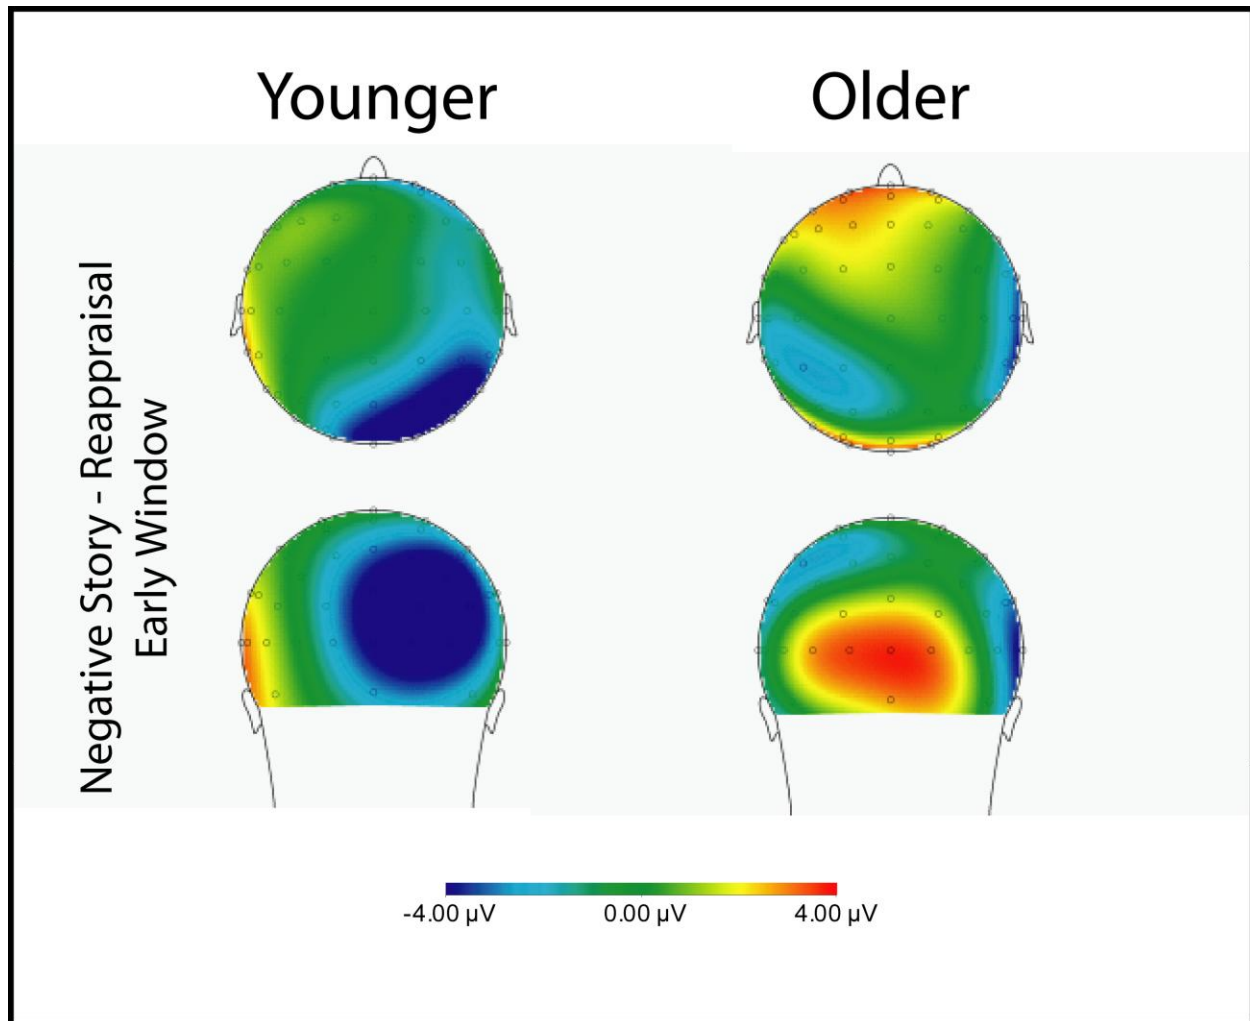 Younger
Older
Negative Story - Reappraisal
Early Window
-4.00 µV
0.00 µV
4.00 µV